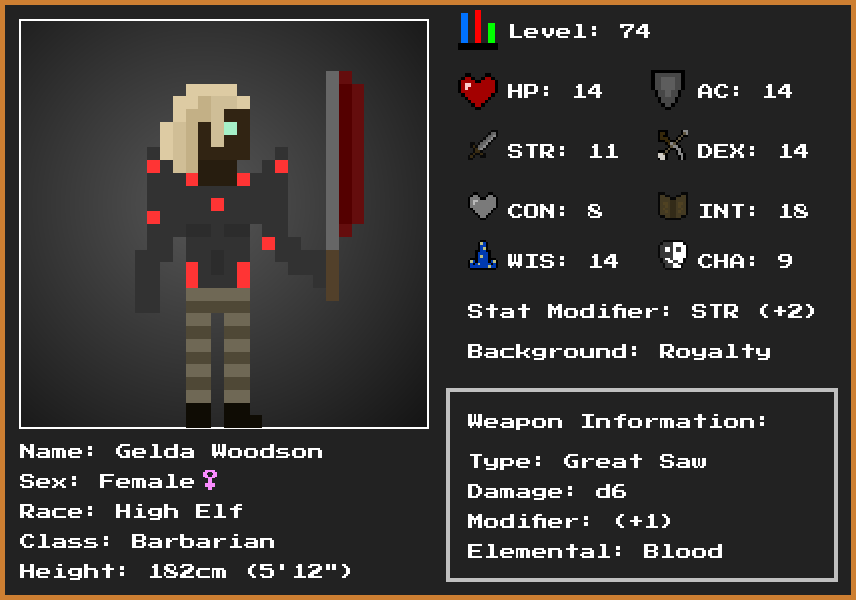 Level: 74
HP: 14 AC: 14
STR: 11 DEX: 14
CON: 8 INT: 18
WIS: 14 CHA: 9
Stat Modifier: STR (+2)
Background: Royalty
Weapon Information:
Type: Great Saw
Damage: d6
Modifier: (+1)
Elemental: Blood
Name: Gelda Woodson
Sex: Female♀
Race: High Elf
Class: Barbarian
Height: 182cm (5'12")